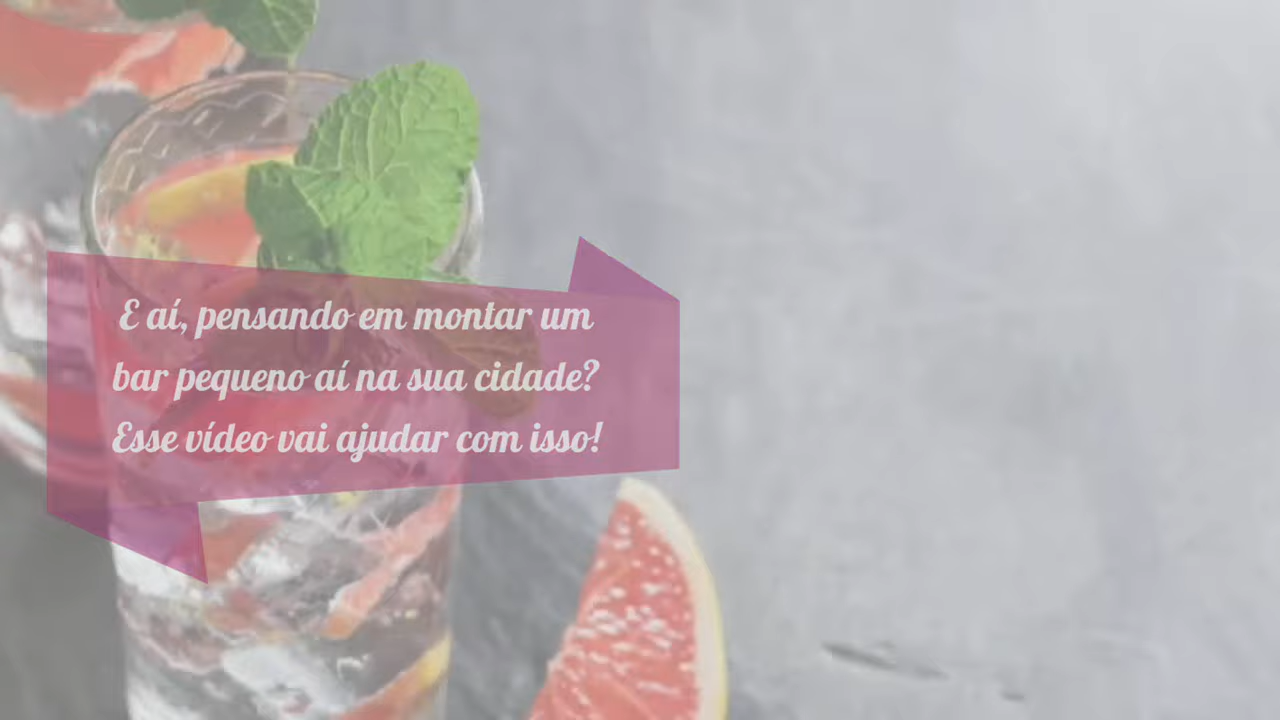 E aí, pensando em montar um
bar pequeno aí na sua cidade?
Esse vídeo vai ajudar com isso!